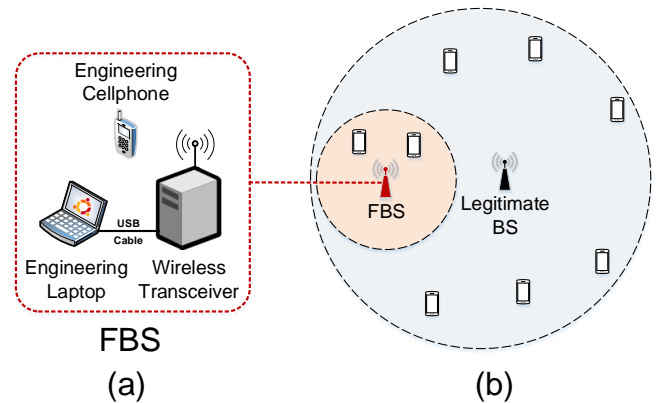 Engineering
Cellphone
USB
Cable
Engineering
Laptop
Wireless
Transceiver
FBS
(a)
FBS
Legitimate
BS
(b)